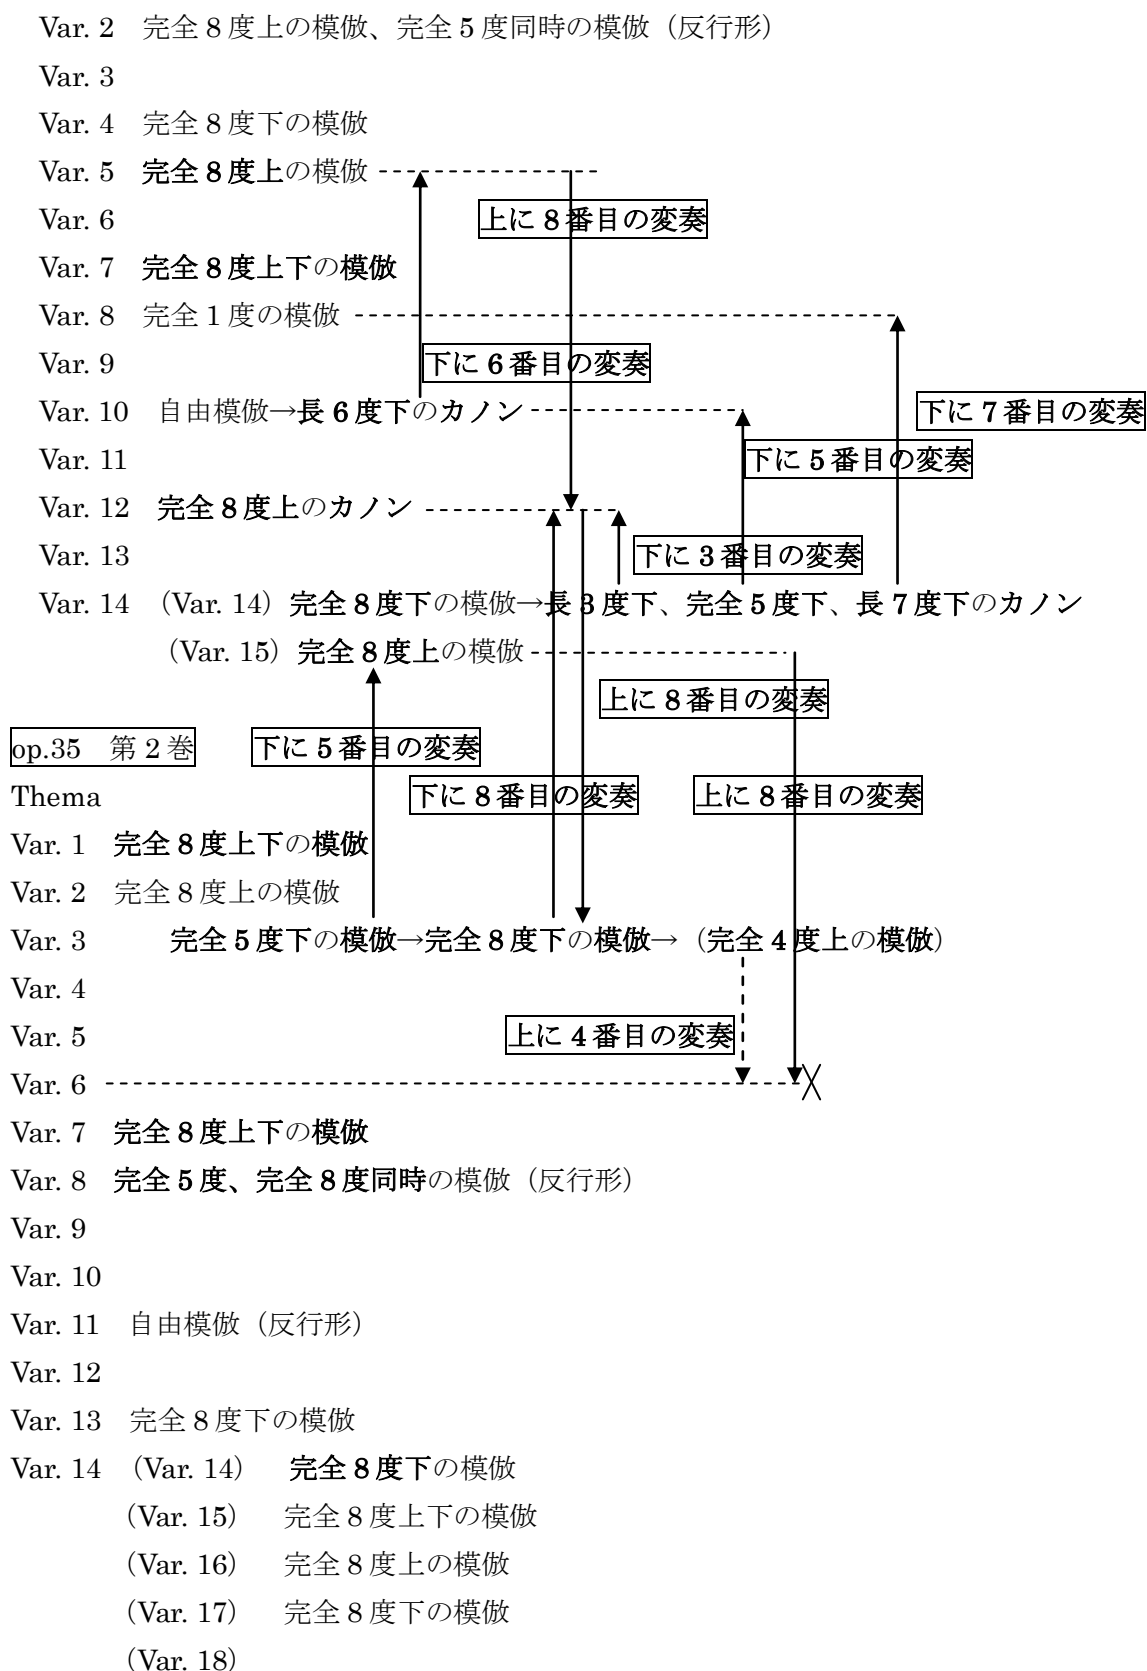 Var. 2　完全 8 度上の模倣、完全 5 度同時の模倣（反行形）
Var. 3
Var. 4　完全 8 度下の模倣
Var. 5　完全 8 度上の模倣
Var. 6
上に 8 番目の変奏
Var. 7　完全 8 度上下の模倣
Var. 8　完全 1 度の模倣
Var. 9
下に 6 番目の変奏
Var. 10　自由模倣→長 6 度下のカノン
下に 7 番目の変奏
Var. 11
下に 5 番目の変奏
Var. 12　完全 8 度上のカノン
Var. 13
下に 3 番目の変奏
Var. 14　（Var. 14）完全 8 度下の模倣→長 3 度下、完全 5 度下、長 7 度下のカノン
（Var. 15）完全 8 度上の模倣
上に 8 番目の変奏
op.35　第 2 巻
下に 5 番目の変奏
Thema
下に 8 番目の変奏
上に 8 番目の変奏
Var. 1　完全 8 度上下の模倣
Var. 2　完全 8 度上の模倣
Var. 3　完全 5 度下の模倣→完全 8 度下の模倣→（完全 4 度上の模倣）
Var. 4
Var. 5
上に 4 番目の変奏
Var. 6
Var. 7　完全 8 度上下の模倣
Var. 8　完全 5 度、完全 8 度同時の模倣（反行形）
Var. 9
Var. 10
Var. 11　自由模倣（反行形）
Var. 12
Var. 13　完全 8 度下の模倣
Var. 14　（Var. 14）　完全 8 度下の模倣
（Var. 15）　完全 8 度上下の模倣
（Var. 16）　完全 8 度上の模倣
（Var. 17）　完全 8 度下の模倣
（Var. 18）